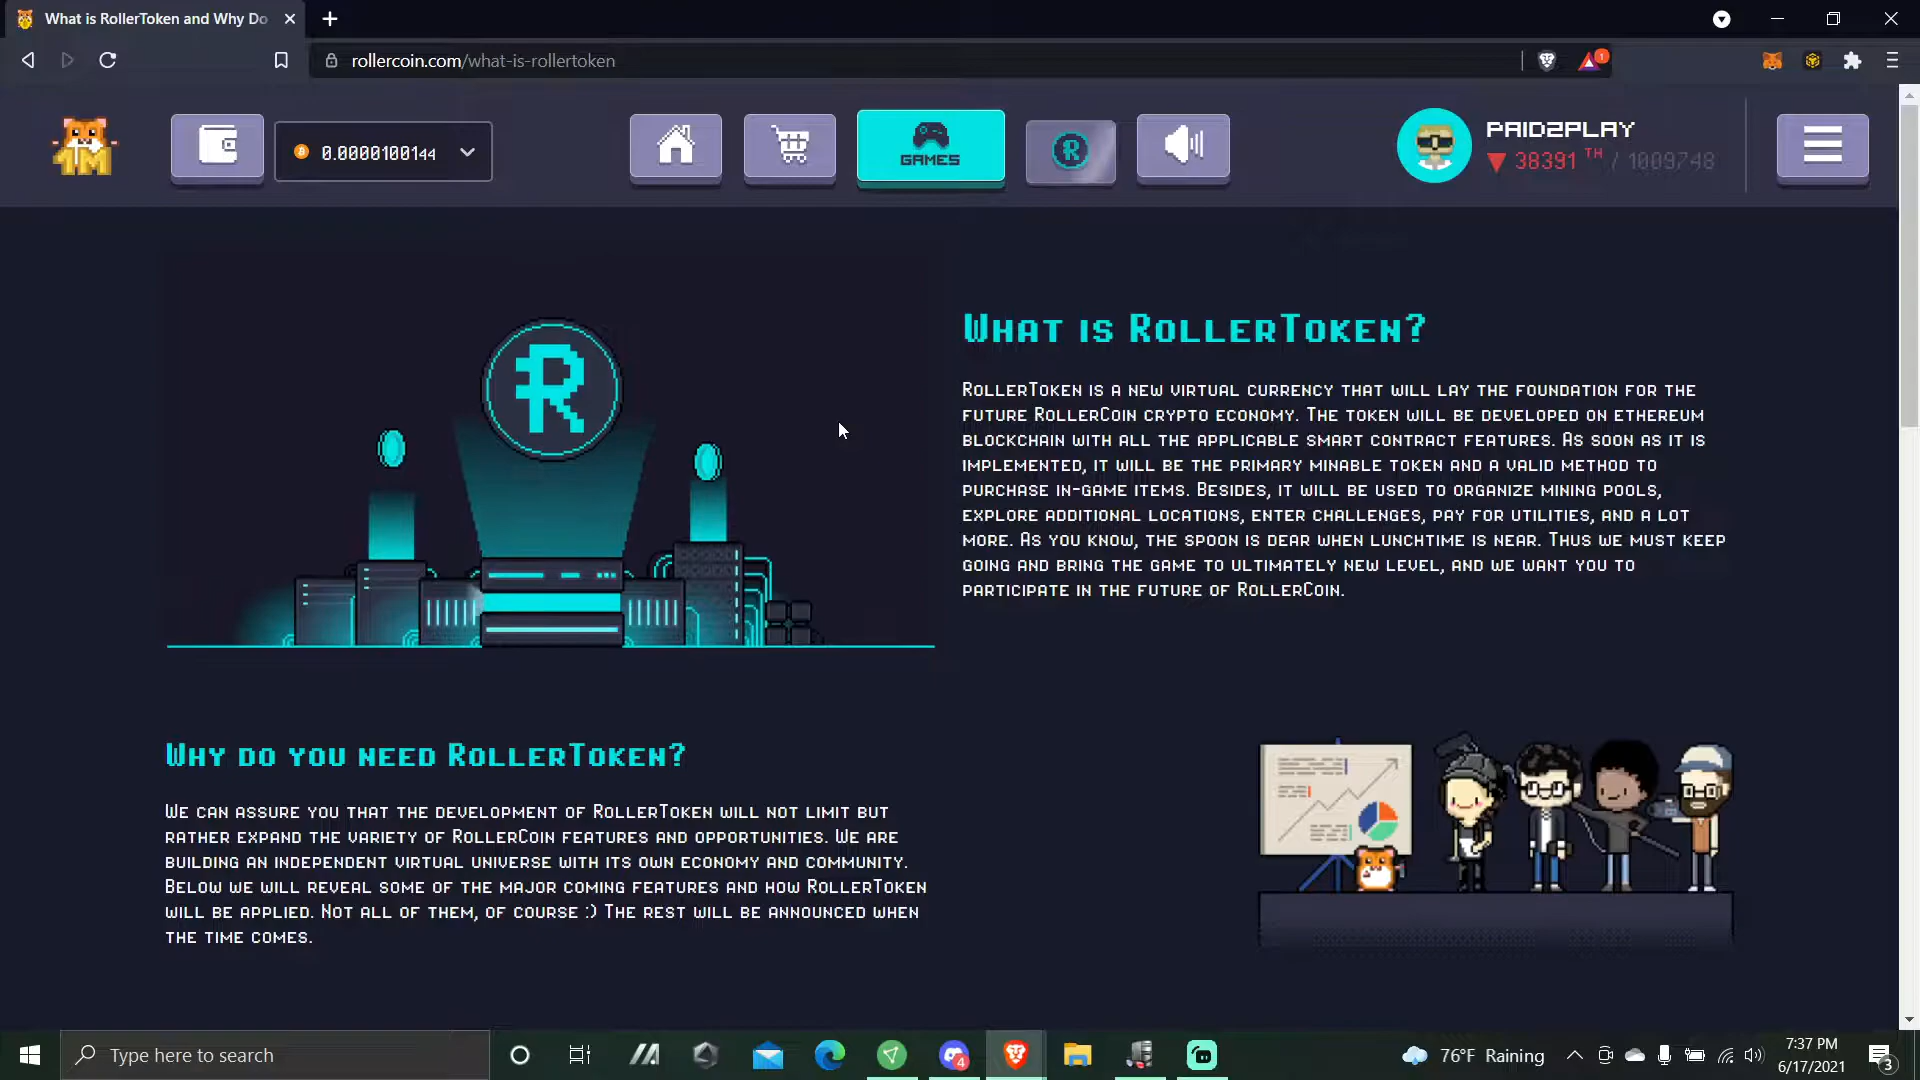 What is RollerToken and Why Do
rollercoin.com/what-is-rollertoken
1
1M
0.0000100144
GAMES
R
PAID2PLAY
38391 TH / 1009748
R
What is RollerToken?
RollerToken is a new virtual currency that will lay the foundation for the
future RollerCoin crypto economy. The token will be developed on Ethereum
blockchain with all the applicable smart contract features. As soon as it is
implemented, it will be the primary minable token and a valid method to
purchase in-game items. Besides, it will be used to organize mining pools,
explore additional locations, enter challenges, pay for utilities, and a lot
more. As you know, the spoon is dear when lunchtime is near. Thus we must keep
going and bring the game to ultimately new level, and we want you to
participate in the future of RollerCoin.
Why do you need RollerToken?
We can assure you that the development of RollerToken will not limit but
rather expand the variety of RollerCoin features and opportunities. We are
building an independent virtual universe with its own economy and community.
Below we will reveal some of the major coming features and how RollerToken
will be applied. Not all of them, of course :) The rest will be announced when
the time comes.
Type here to search
4
76°F Raining
7:37 PM
6/17/2021
3